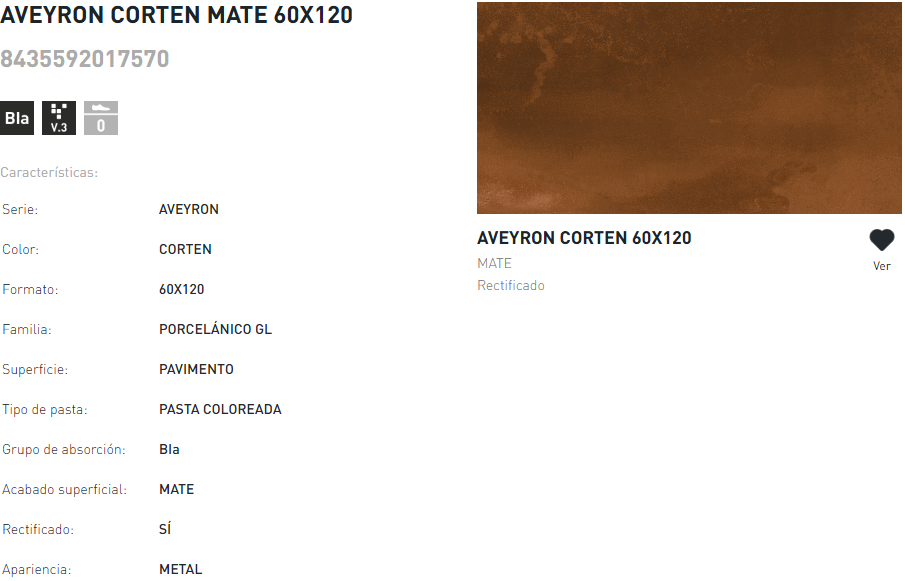 AVEYRON CORTEN MATE 60X120
8435592017570
BIa
V.3
0
Características:
Serie: AVEYRON
Color: CORTEN
Formato: 60X120
Familia: PORCELÁNICO GL
Superficie: PAVIMENTO
Tipo de pasta: PASTA COLOREADA
Grupo de absorción: BIa
Acabado superficial: MATE
Rectificado: SÍ
Apariencia: METAL
AVEYRON CORTEN 60X120
MATE
Rectificado
Ver